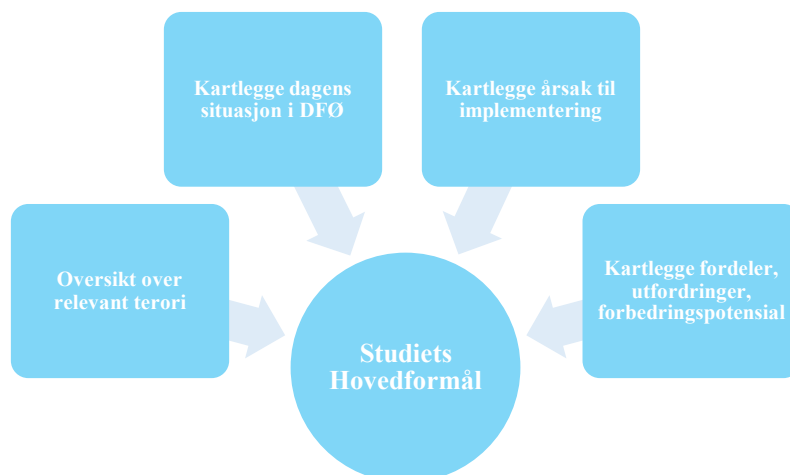 Kartlegge dagens
situasjon i DFØ
Kartlegge årsak til
implementering
Oversikt over
relevant terori
Kartlegge fordeler,
utfordringer,
forbedringspotensial
Studiets
Hovedformål